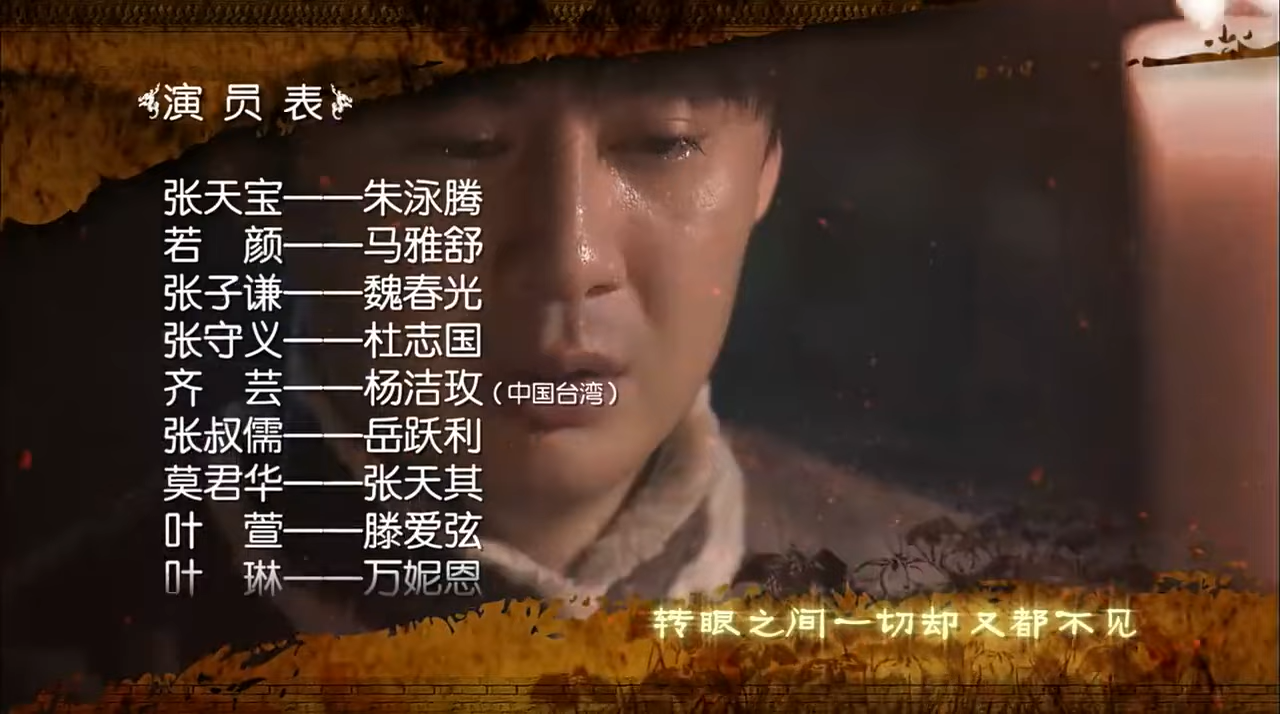 演员表
张天宝——朱泳腾
若 颜——马雅舒
张子谦——魏春光
张守义——杜志国
齐 芸——杨洁玫（中国台湾）
张叔儒——岳跃利
莫君华——张天其
叶 萱——滕爱弦
叶 琳——万妮恩
转眼之间一切却又都不见